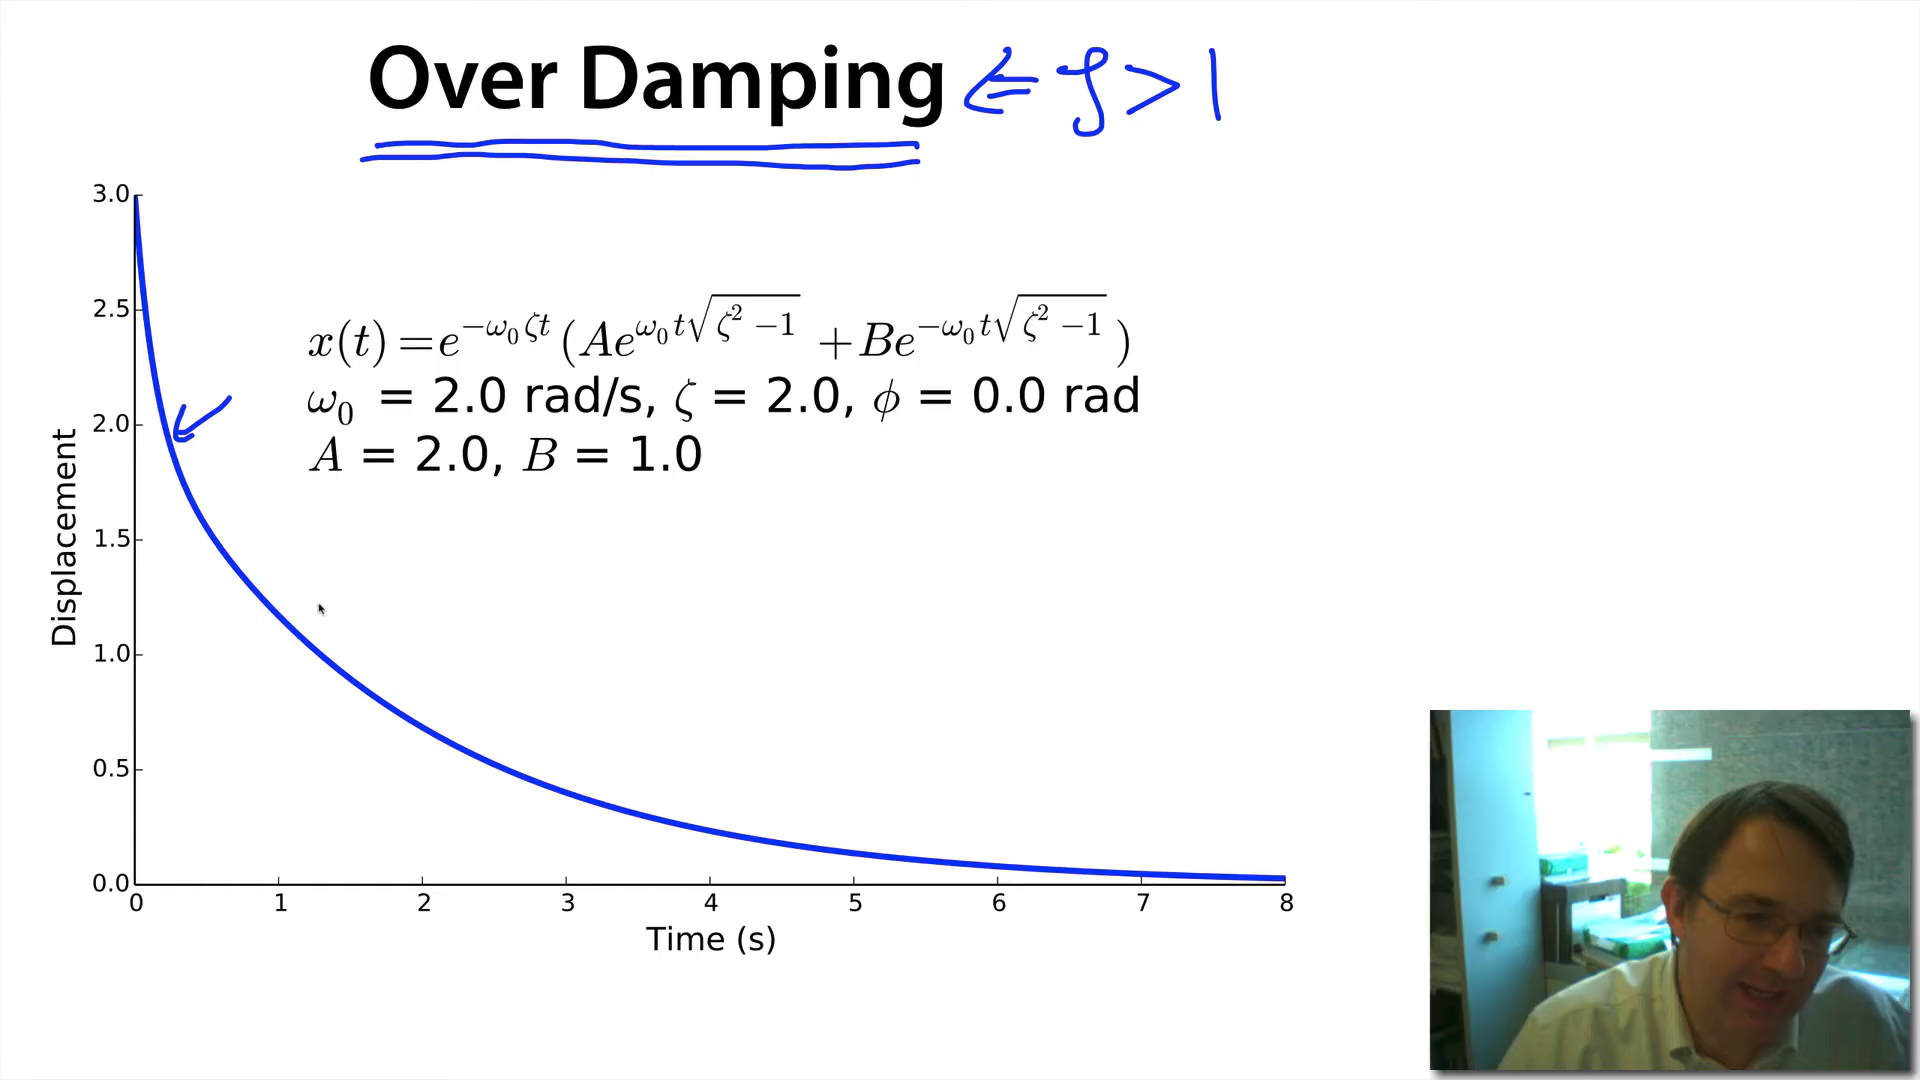 Over Damping ⇐ ζ > 1
3.0
2.5
2.0
1.5
1.0
0.5
0.0
Displacement
x(t) = e^{-ω₀ζt}(Ae^{ω₀t√(ζ²-1)} + Be^{-ω₀t√(ζ²-1)})
ω₀ = 2.0 rad/s, ζ = 2.0, ϕ = 0.0 rad
A = 2.0, B = 1.0
0 1 2 3 4 5 6 7 8
Time (s)